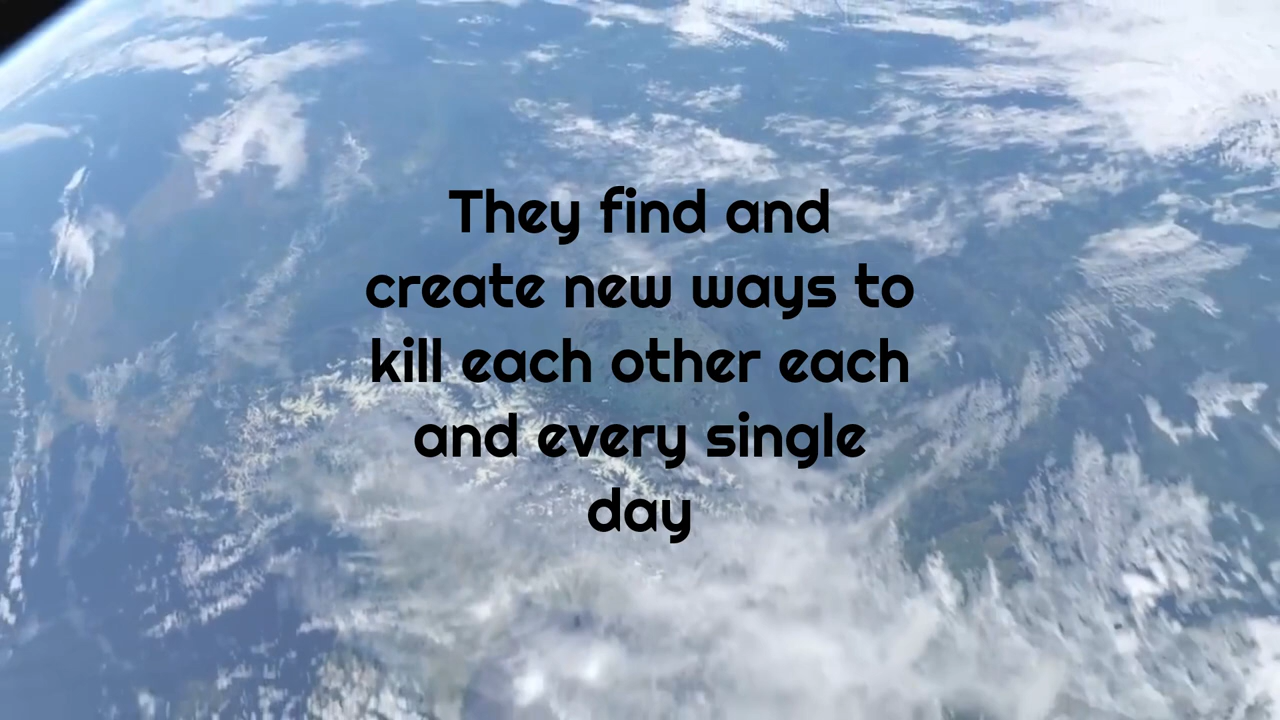 They find and
create new ways to
kill each other each
and every single
day